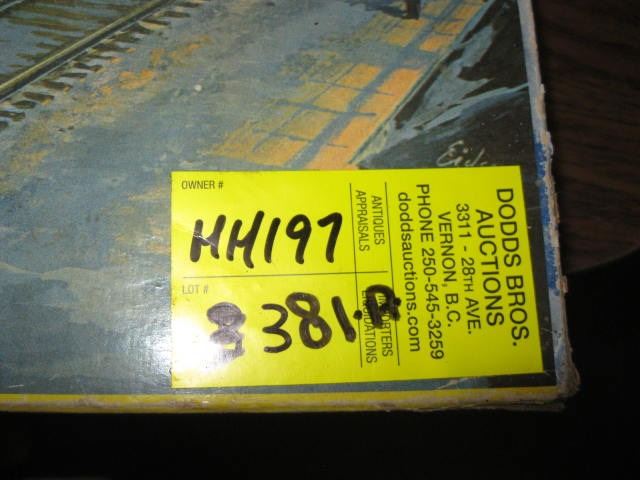 OWNER #
HH197
LOT #
381.P.
ANTIQUES
APPRAISALS
DODDS BROS.
AUCTIONS
3311 - 28TH AVE.
VERNON, B.C.
PHONE 250-545-3259
doddsauctions.com